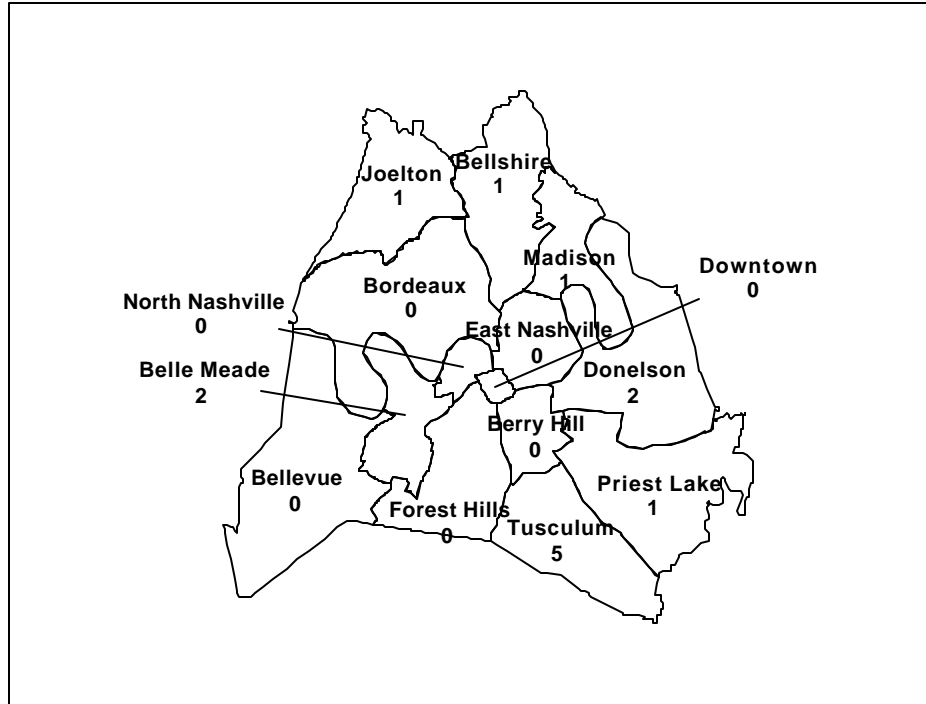 Bellshire
1
Joelton
1
Madison
1
Downtown
0
Bordeaux
0
North Nashville
0
East Nashville
0
Belle Meade
2
Donelson
2
Berry Hill
0
Bellevue
0
Priest Lake
1
Forest Hills
0
Tusculum
5